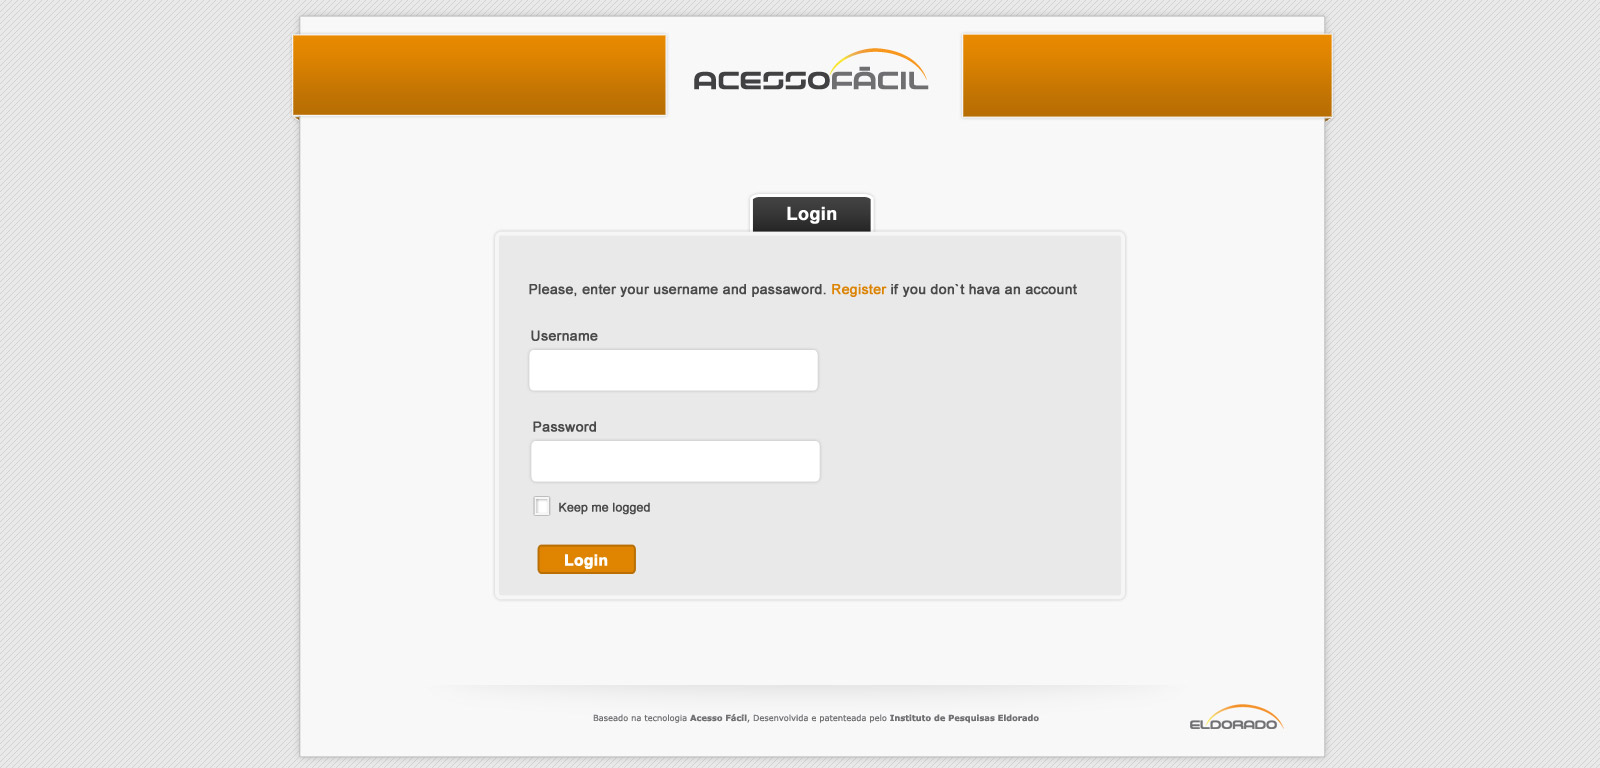 ACESSOFÁCIL
Login
Please, enter your username and passaword. Register if you don`t hava an account
Username
Password
Keep me logged
Login
Baseado na tecnologia Acesso Fácil, Desenvolvida e patenteada pelo Instituto de Pesquisas Eldorado
ELDORADO